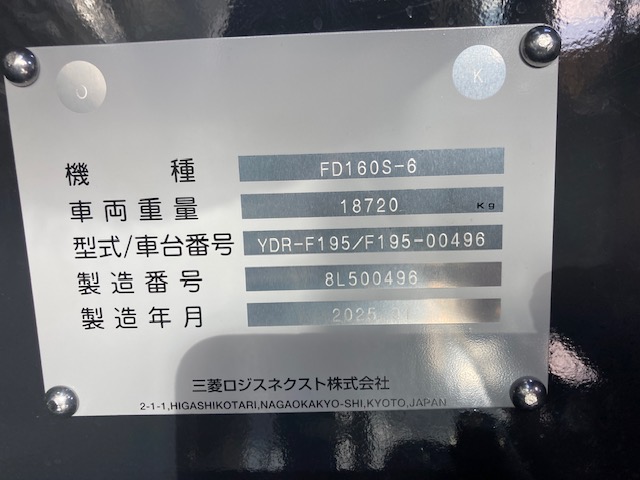 K
機種 FD160S-6
車両重量 18720 Kg
型式/車台番号 YDR-F195/F195-00496
製造番号 8L500496
製造年月 2025
三菱ロジスネクスト株式会社
2-1-1,HIGASHIKOTARI,NAGAOKAKYO-SHI,KYOTO,JAPAN